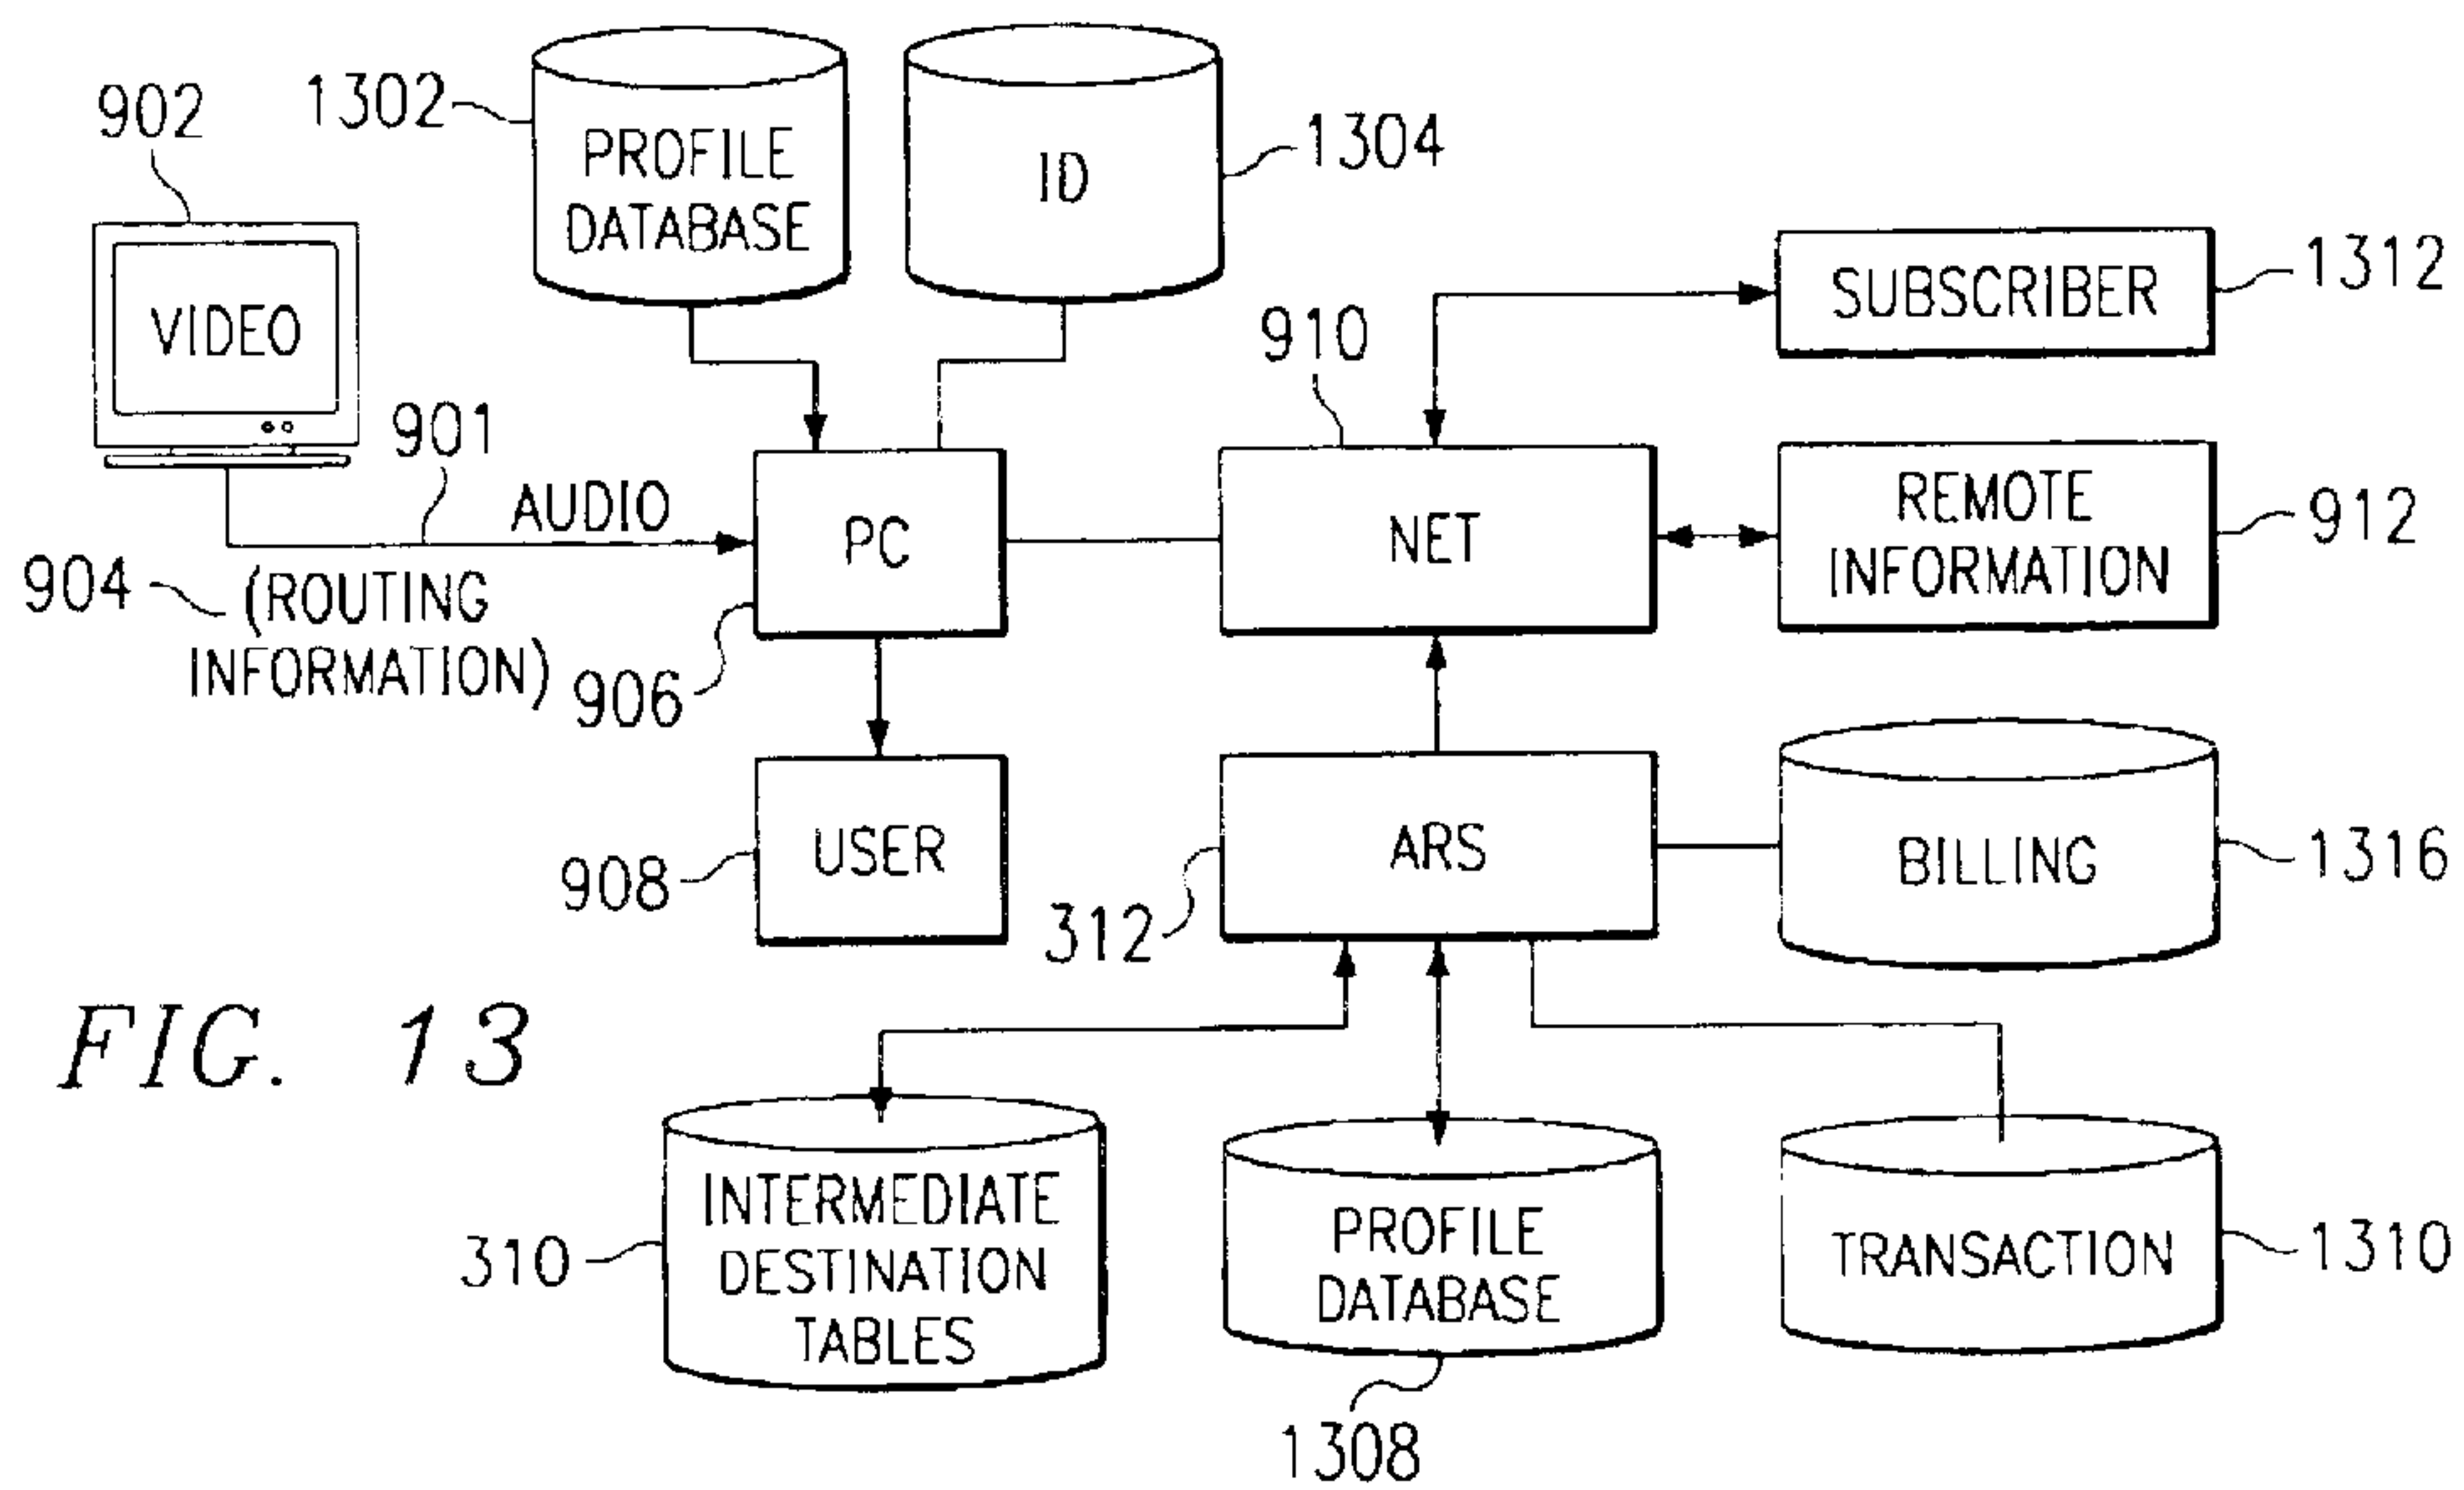 902
1302
PROFILE
DATABASE
ID
1304
VIDEO
SUBSCRIBER
1312
910
901
AUDIO
PC
NET
REMOTE
INFORMATION
912
904
(ROUTING
INFORMATION)
906
USER
908
ARS
312
BILLING
1316
FIG. 13
INTERMEDIATE
DESTINATION
TABLES
310
PROFILE
DATABASE
1308
TRANSACTION
1310